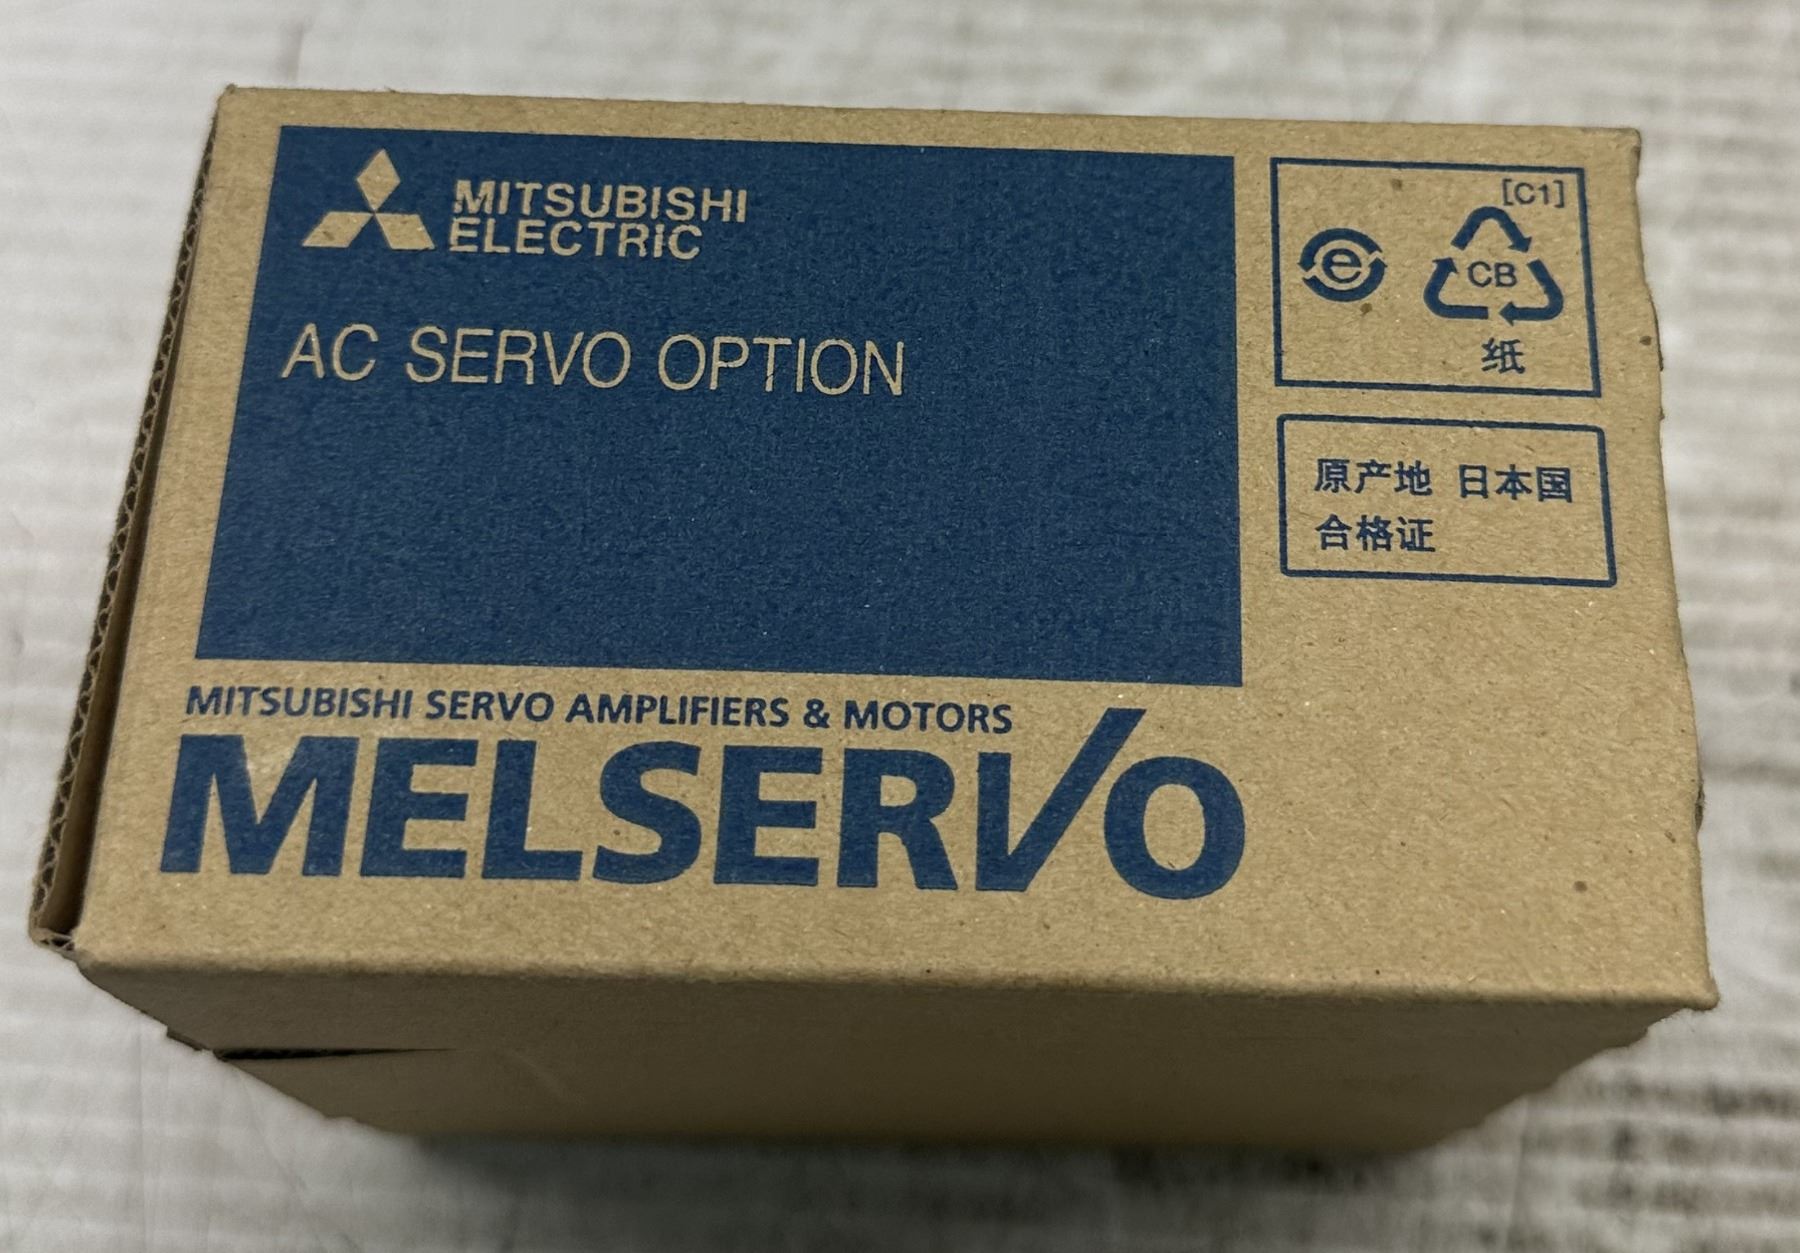 MITSUBISHI
ELECTRIC
AC SERVO OPTION
MITSUBISHI SERVO AMPLIFIERS & MOTORS
MELSERVO
[C1]
e
CB
纸
原产地 日本国
合格证